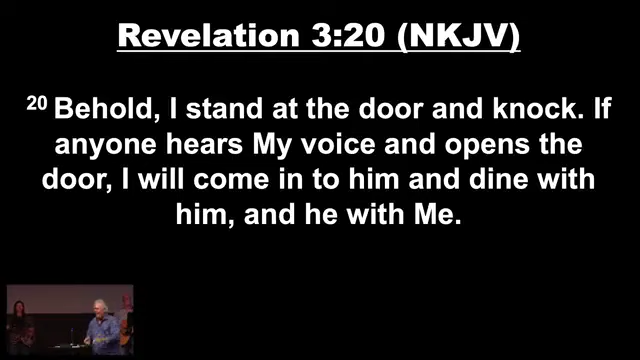 Revelation 3:20 (NKJV)
20 Behold, I stand at the door and knock. If
anyone hears My voice and opens the
door, I will come in to him and dine with
him, and he with Me.